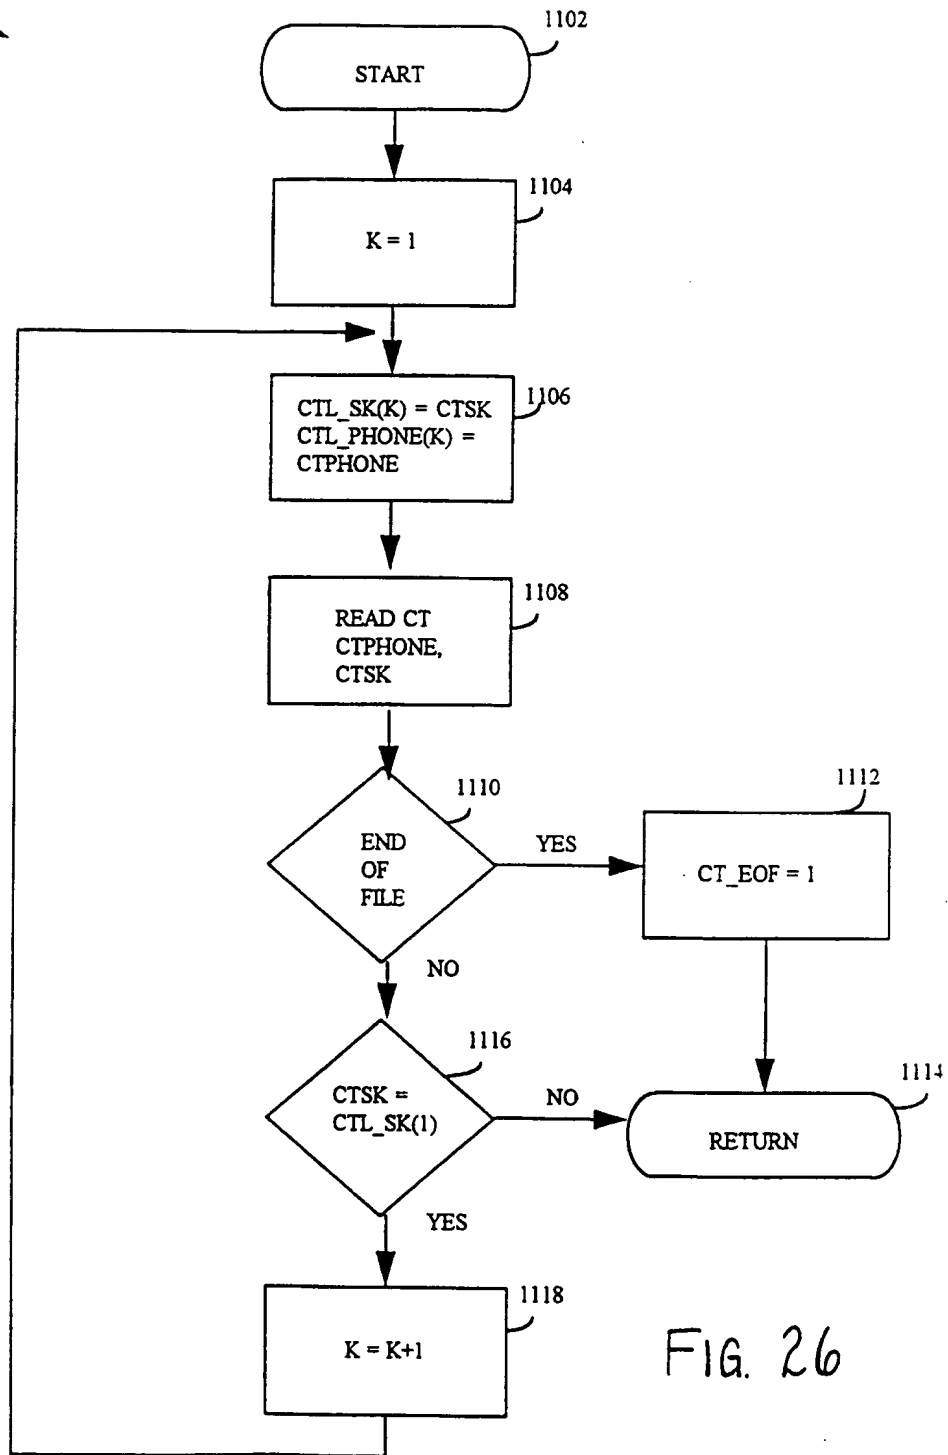 1102
START
1104
K = 1
1106
CTL_SK(K) = CTSK
CTL_PHONE(K) =
CTPHONE
1108
READ CT
CTPHONE,
CTSK
1110
END
OF
FILE
YES
1112
CT_EOF = 1
NO
1116
CTSK =
CTL_SK(1)
NO
1114
RETURN
YES
1118
K = K+1
FIG. 26